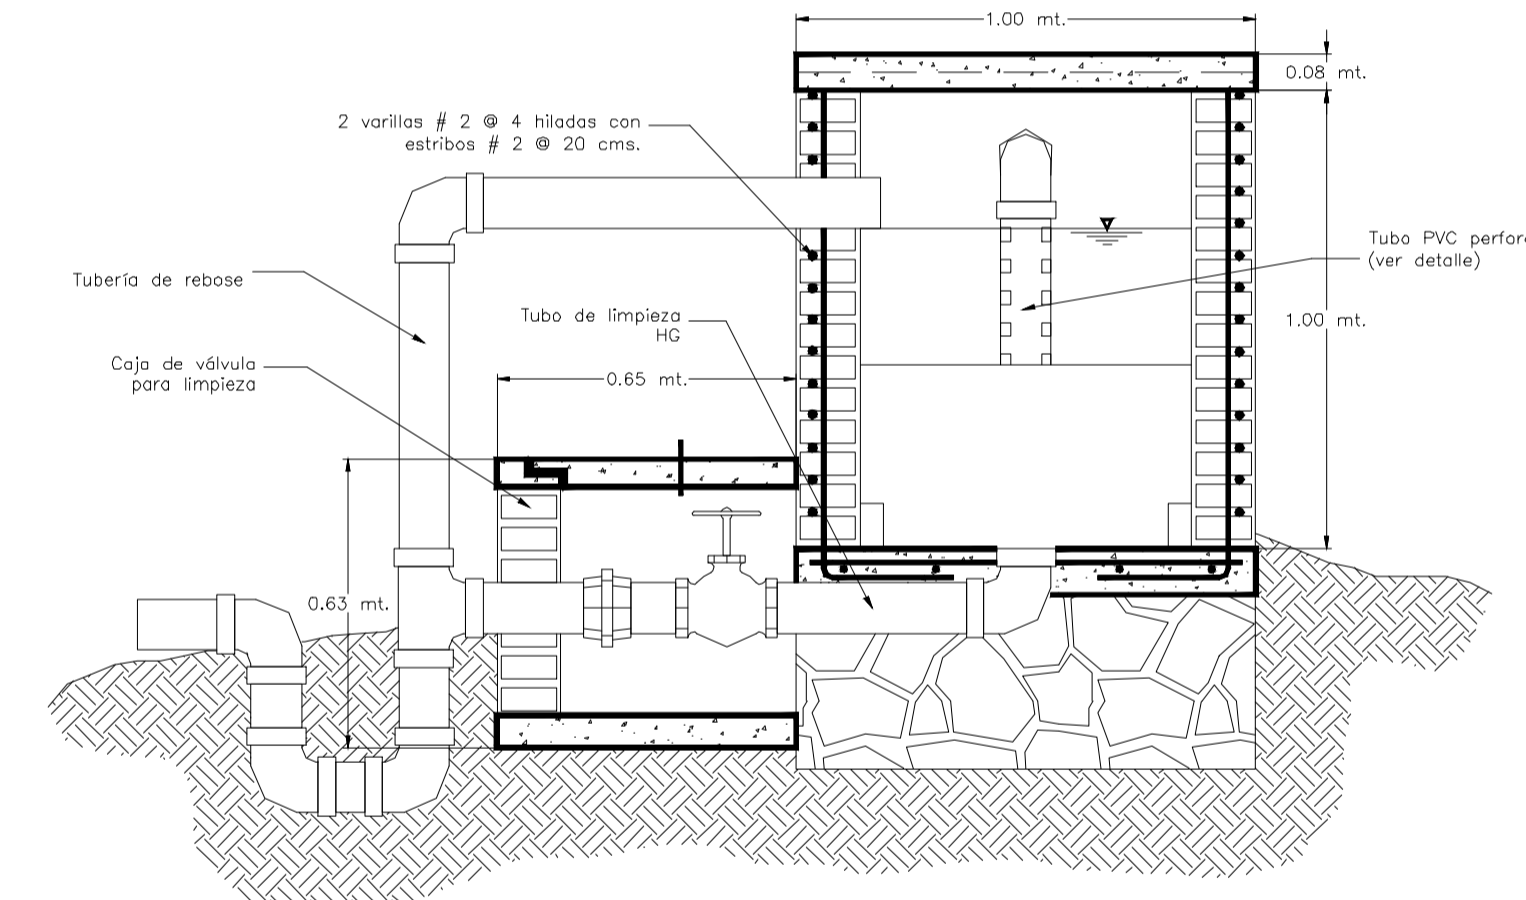 1.00 mt.
0.08 mt.
2 varillas # 2 @ 4 hiladas con
estribos # 2 @ 20 cms.
Tubería de rebose
Tubo PVC
(ver detalle)
Tubo de limpieza
HG
1.00 mt.
Caja de válvula
para limpieza
0.65 mt.
0.63 mt.